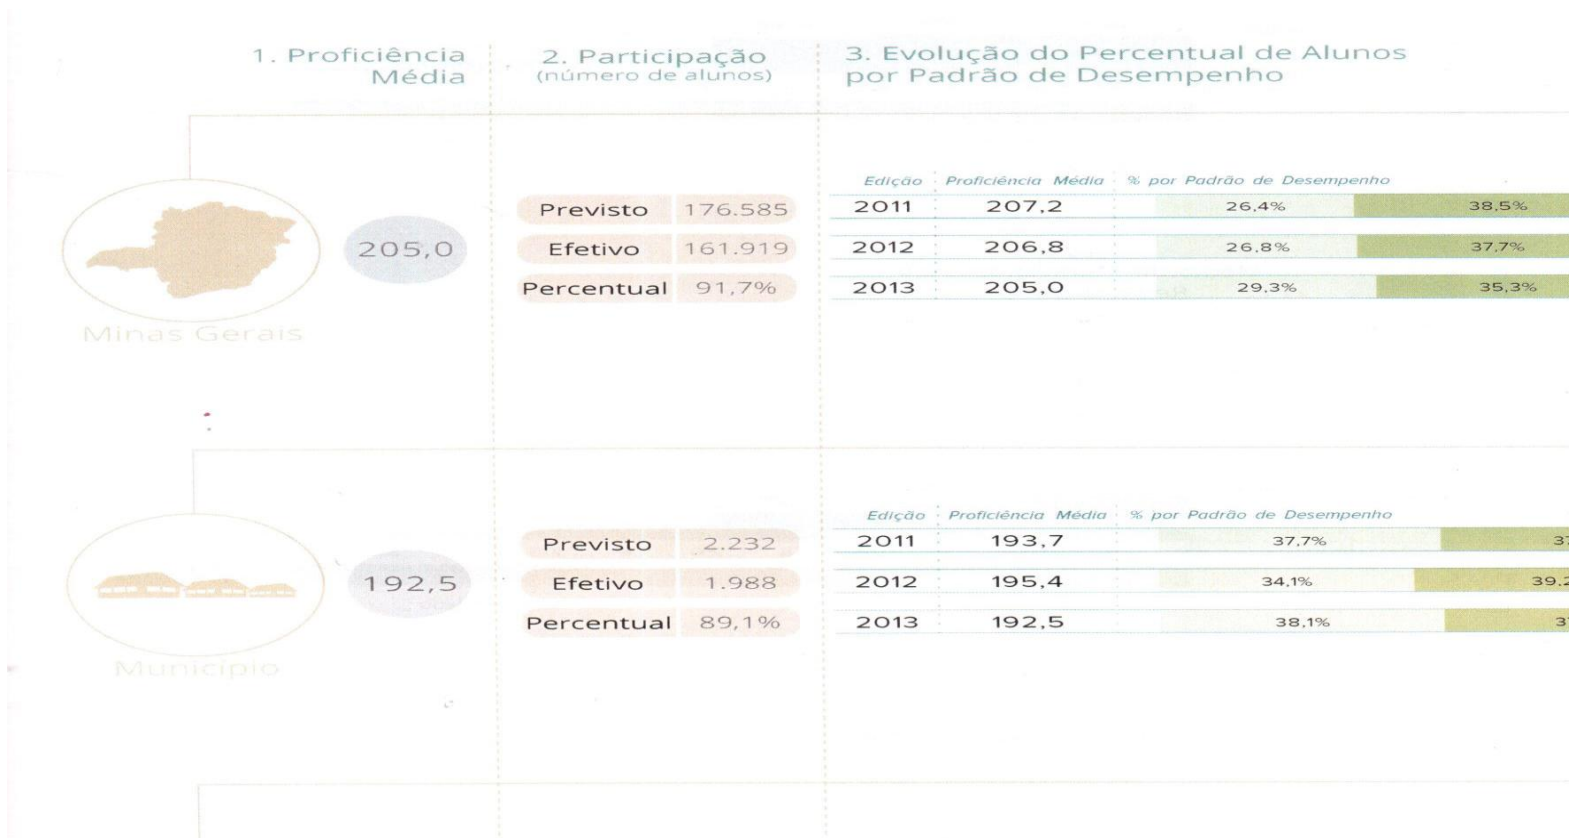 1. Proficiência
Média
2. Participação
(número de alunos)
3. Evolução do Percentual de Alunos
por Padrão de Desempenho
Minas Gerais
205,0
Previsto 176.585
Efetivo 161.919
Percentual 91,7%
Edição Proficiência Média % por Padrão de Desempenho
2011 207,2 26,4% 38,5%
2012 206,8 26,8% 37,7%
2013 205,0 29,3% 35,3%
Município
192,5
Previsto 2.232
Efetivo 1.988
Percentual 89,1%
Edição Proficiência Média % por Padrão de Desempenho
2011 193,7 37,7%
2012 195,4 34,1% 39,2
2013 192,5 38,1%